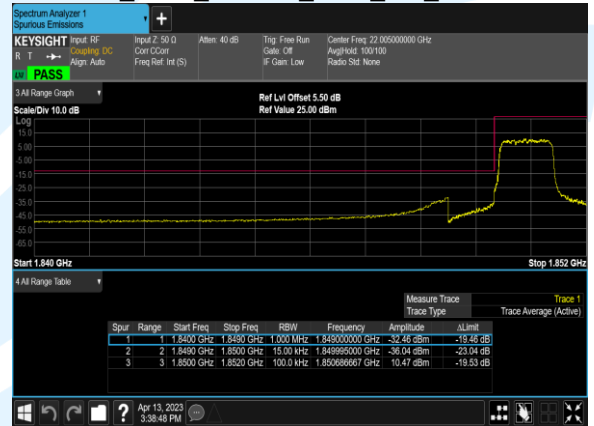 Spectrum Analyzer 1
Spurious Emissions
+
KEYSIGHT Input: RF Input Z: 50 Ω Atten: 40 dB Trig: Free Run Center Freq: 22.005000000 GHz
R T Coupling: DC Corr CCorr Gate: Off Avg|Hold: 100/100
Align: Auto Freq Ref: Int (S) IF Gain: Low Radio Std: None
PASS
3 All Range Graph
Ref Lvl Offset 5.50 dB
Scale/Div 10.0 dB Ref Value 25.00 dBm
Log
15.0
5.00
-5.00
-15.0
-25.0
-35.0
-45.0
-55.0
-65.0
Start 1.840 GHz Stop 1.852 GHz
4 All Range Table
Measure Trace Trace 1
Trace Type Trace Average (Active)
Spur Range Start Freq Stop Freq RBW Frequency Amplitude ΔLimit
1 1 1.8400 GHz 1.8490 GHz 1.000 MHz 1.849000000 GHz -32.46 dBm -19.46 dB
2 2 1.8490 GHz 1.8500 GHz 15.00 kHz 1.849995000 GHz -36.04 dBm -23.04 dB
3 3 1.8500 GHz 1.8520 GHz 100.0 kHz 1.850686667 GHz 10.47 dBm -19.53 dB
? Apr 13, 2023
3:38:48 PM